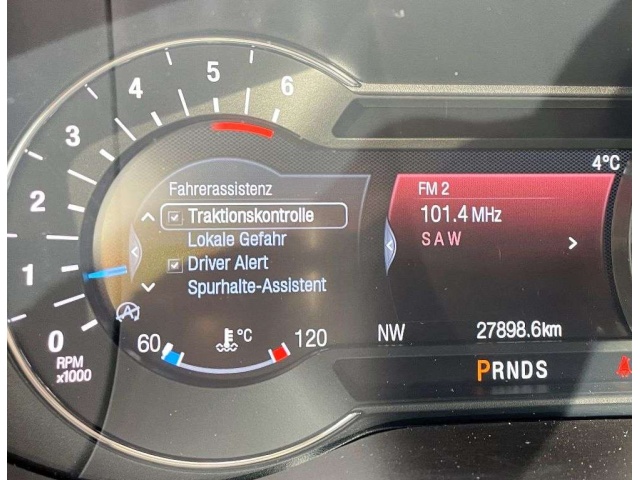 0
1
2
3
4
5
6
RPM
x1000
Fahrerassistenz
Traktionskontrolle
Lokale Gefahr
Driver Alert
Spurhalte-Assistent
A
60
°C
120
4°C
FM 2
101.4 MHz
SAW
NW
27898.6km
PRNDS